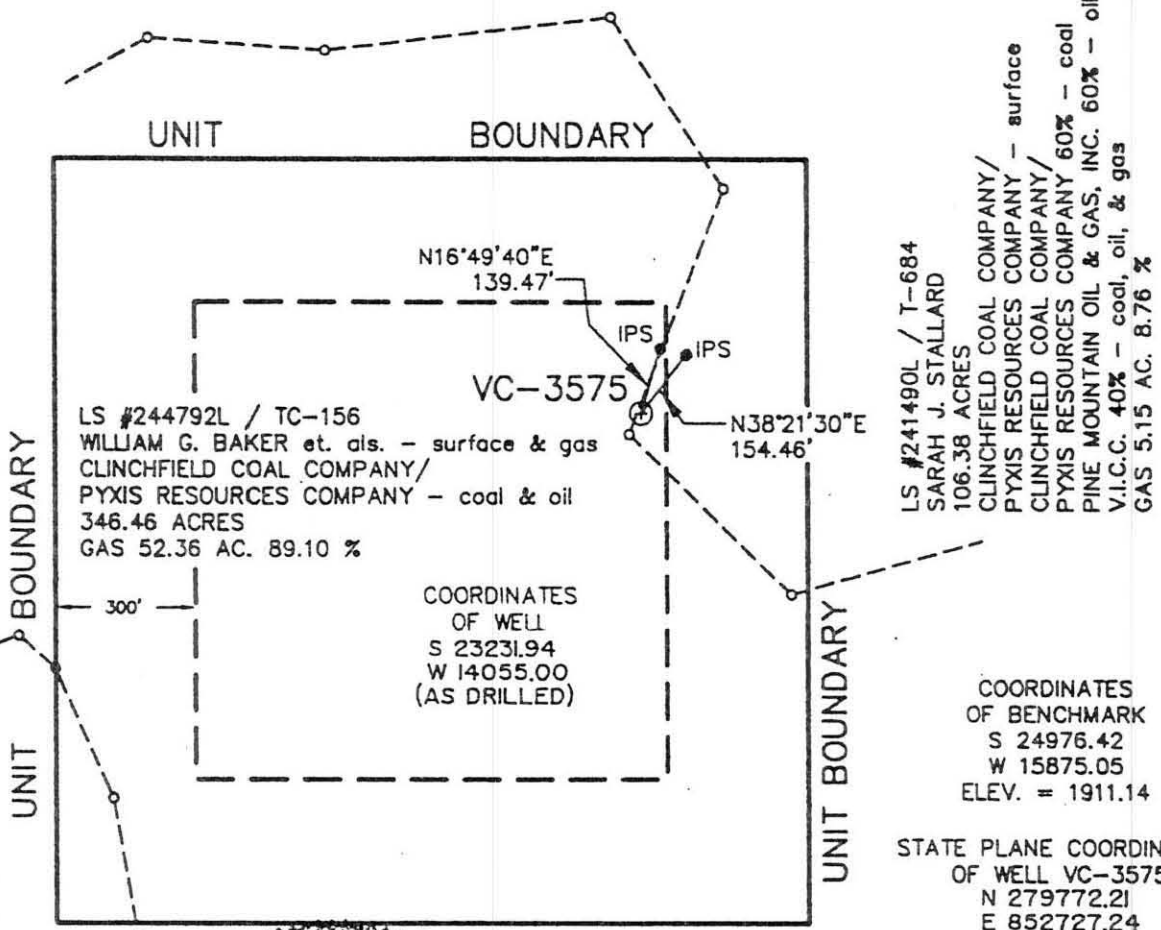 UNIT BOUNDARY
N16°49'40"E
139.47'
IPS
IPS
VC-3575
N38°21'30"E
154.46'
LS #244792L / TC-156
WILLIAM G. BAKER et. als. - surface & gas
CLINCHFIELD COAL COMPANY/
PYXIS RESOURCES COMPANY - coal & oil
346.46 ACRES
GAS 52.36 AC. 89.10 %
UNIT BOUNDARY
300'
COORDINATES
OF WELL
S 23231.94
W 14055.00
(AS DRILLED)
UNIT BOUNDARY
LS #241490L / T-684
SARAH J. STALLARD
106.38 ACRES
CLINCHFIELD COAL COMPANY/
PYXIS RESOURCES COMPANY - surface
CLINCHFIELD COAL COMPANY/
PYXIS RESOURCES COMPANY 60% - coal
PINE MOUNTAIN OIL & GAS, INC. 60% - oil
V.I.C.C. 40% - coal, oil, & gas
GAS 5.15 AC. 8.76 %
COORDINATES
OF BENCHMARK
S 24976.42
W 15875.05
ELEV. = 1911.14
STATE PLANE COORDIN
OF WELL VC-3575
N 279772.21
E 852727.24